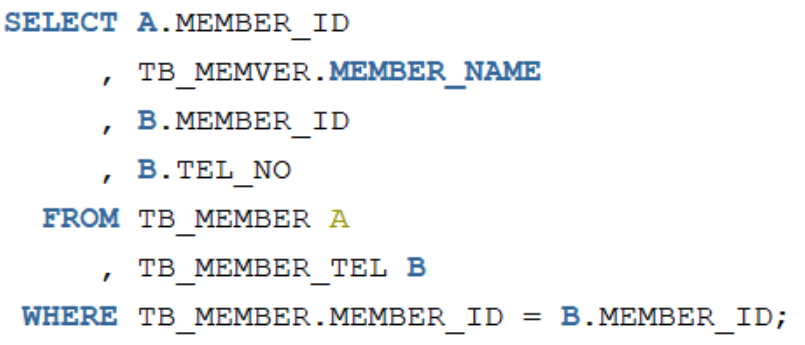 SELECT A.MEMBER_ID
, TB_MEMVER.MEMBER_NAME
, B.MEMBER_ID
, B.TEL_NO
FROM TB_MEMBER A
, TB_MEMBER_TEL B
WHERE TB_MEMBER.MEMBER_ID = B.MEMBER_ID;